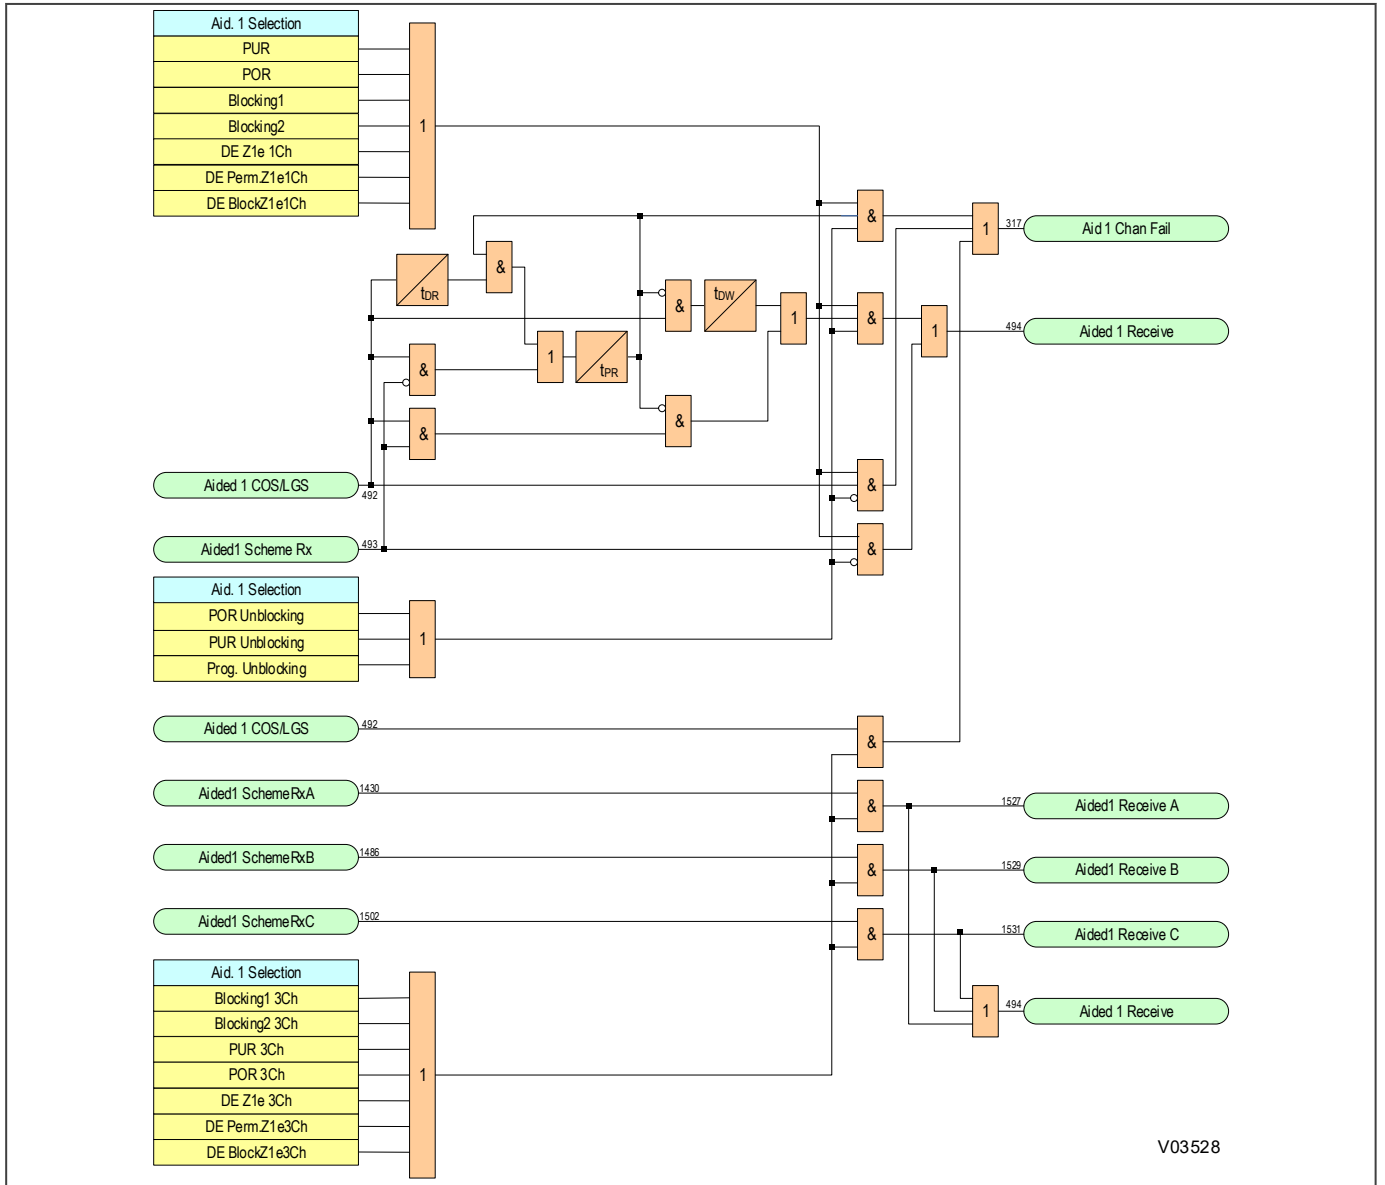 Aid. 1 Selection
PUR
POR
Blocking1
Blocking2
DE Z1e 1Ch
DE Perm.Z1e1Ch
DE BlockZ1e1Ch
1
&
1
317
Aid 1 Chan Fail
&
tDR
&
tDW
1
&
1
494
Aided 1 Receive
&
1
tPR
&
&
Aided 1 COS/LGS
492
&
Aided1 Scheme Rx
493
&
Aid. 1 Selection
POR Unblocking
PUR Unblocking
Prog. Unblocking
1
Aided 1 COS/LGS
492
&
Aided1 SchemeRxA
1430
&
1527
Aided1 Receive A
Aided1 SchemeRxB
1486
&
1529
Aided1 Receive B
Aided1 SchemeRxC
1502
&
1531
Aided1 Receive C
Aid. 1 Selection
Blocking1 3Ch
Blocking2 3Ch
PUR 3Ch
POR 3Ch
DE Z1e 3Ch
DE Perm.Z1e3Ch
DE BlockZ1e3Ch
1
1
494
Aided 1 Receive
V03528